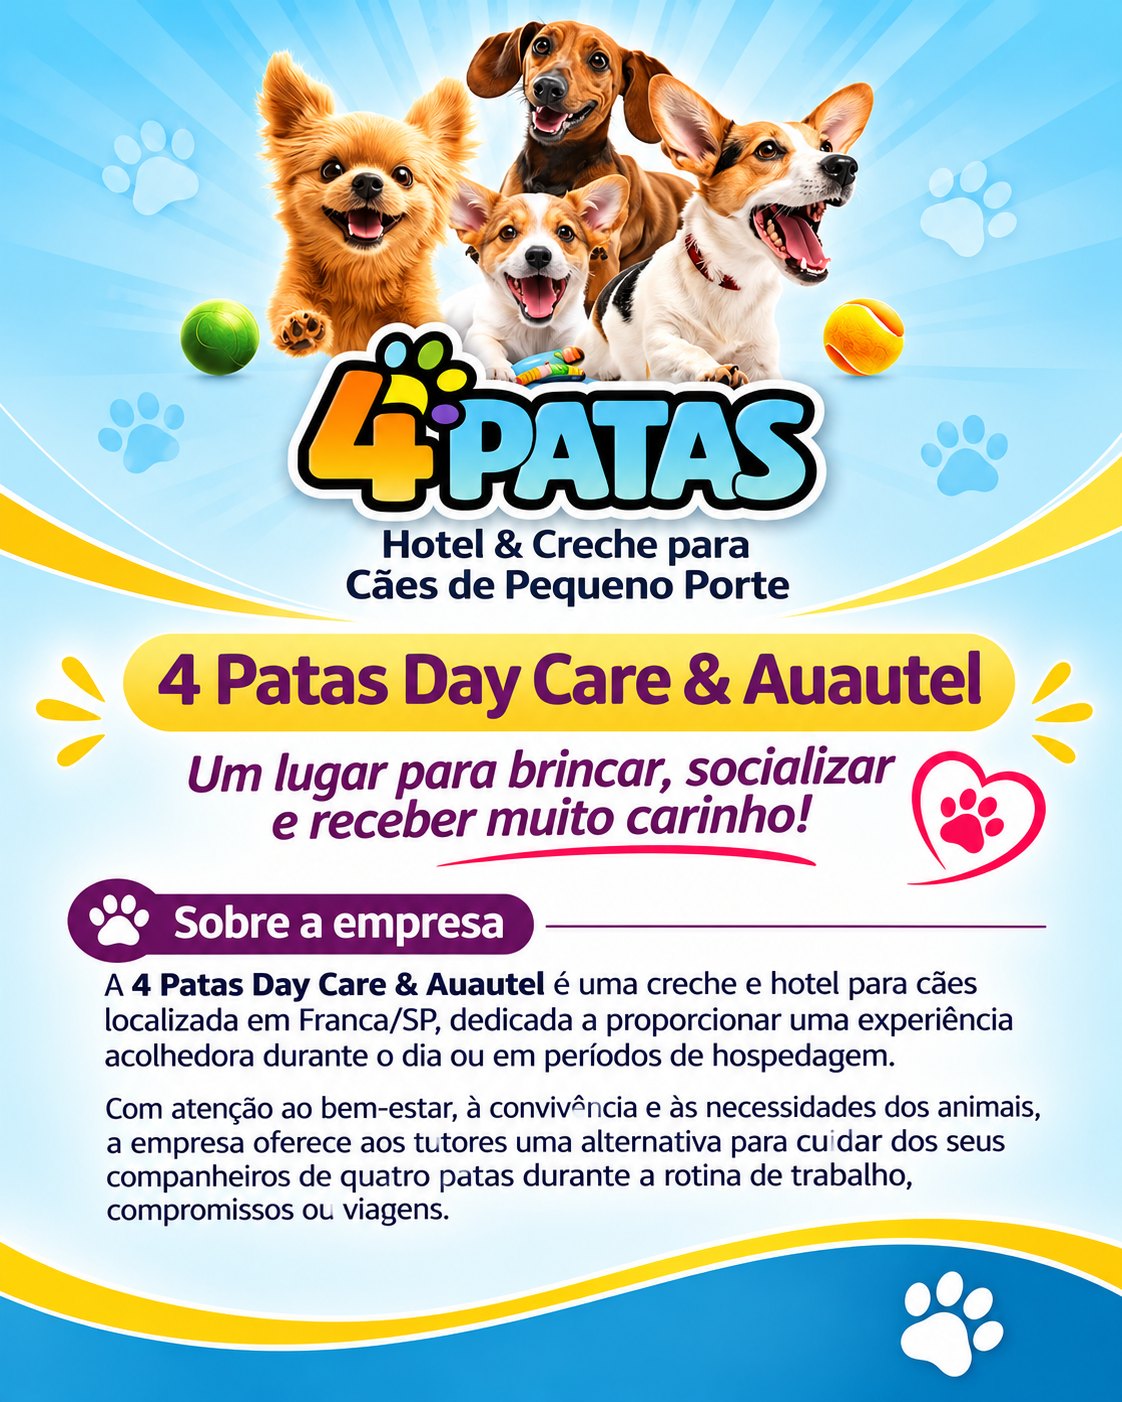 4 PATAS
Hotel & Creche para
Cães de Pequeno Porte
4 Patas Day Care & Auautel
Um lugar para brincar, socializar
e receber muito carinho!
Sobre a empresa
A 4 Patas Day Care & Auautel é uma creche e hotel para cães
localizada em Franca/SP, dedicada a proporcionar uma experiência
acolhedora durante o dia ou em períodos de hospedagem.
Com atenção ao bem-estar, à convivência e às necessidades dos animais,
a empresa oferece aos tutores uma alternativa para cuidar dos seus
companheiros de quatro patas durante a rotina de trabalho,
compromissos ou viagens.